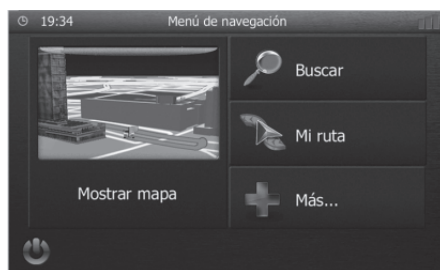 19:34 Menú de navegación
Buscar
Mi ruta
Mostrar mapa
Más...